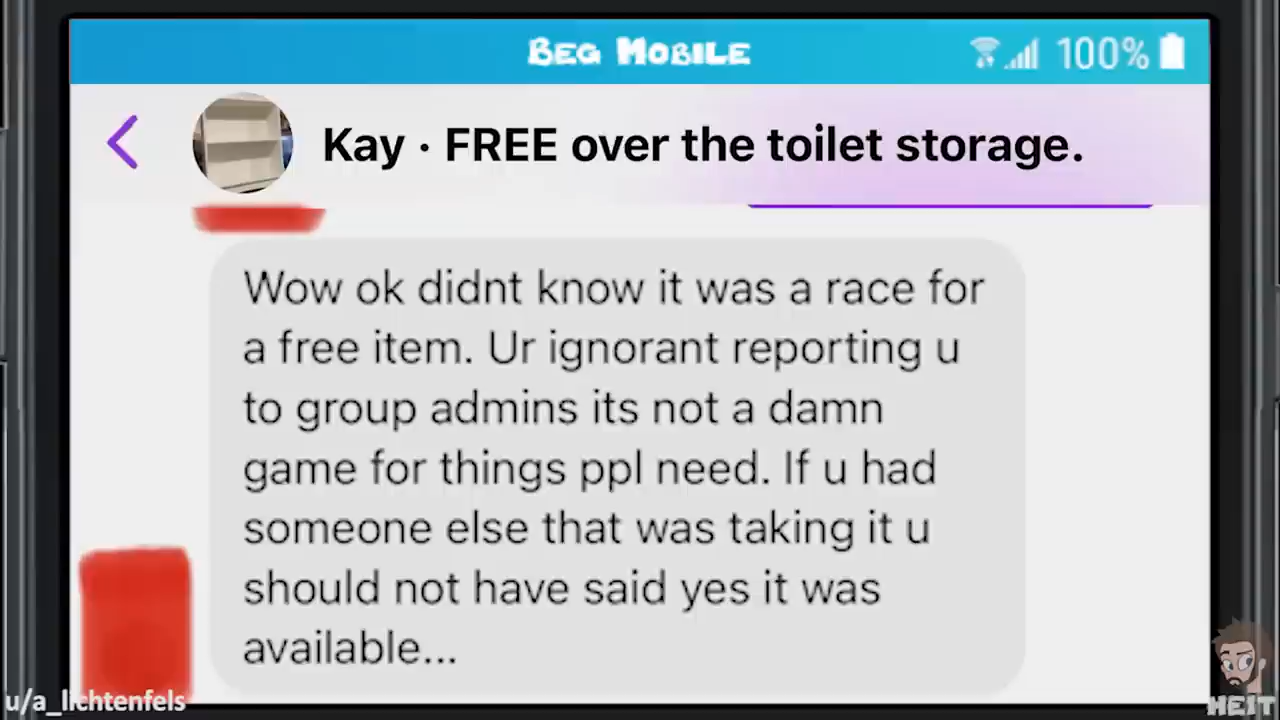 BEG MOBILE
100%
Kay · FREE over the toilet storage.
Wow ok didnt know it was a race for
a free item. Ur ignorant reporting u
to group admins its not a damn
game for things ppl need. If u had
someone else that was taking it u
should not have said yes it was
available...
u/a_lichtenfels
HEIT